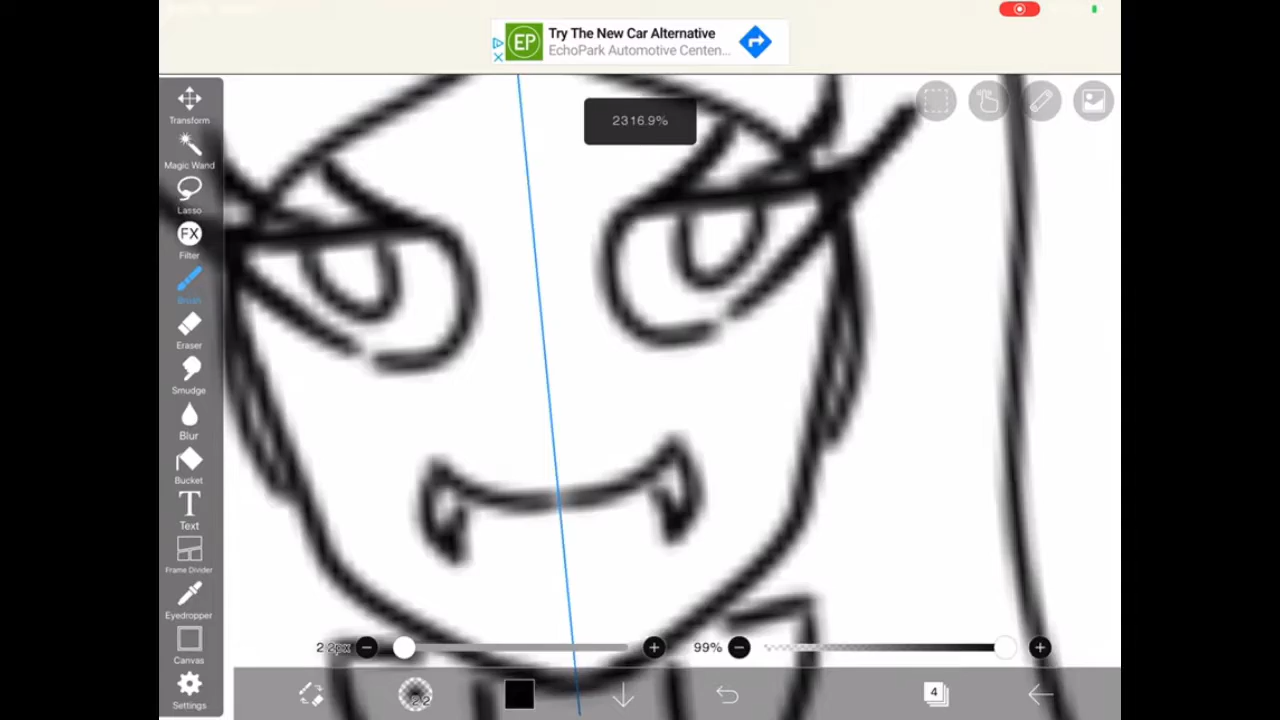 Try The New Car Alternative
EP
EchoPark Automotive Centen...
2316.9%
Transform
Magic Wand
Lasso
FX
Filter
Brush
Eraser
Smudge
Blur
Bucket
T
Text
Frame Divider
Eyedropper
Canvas
Settings
99%
4